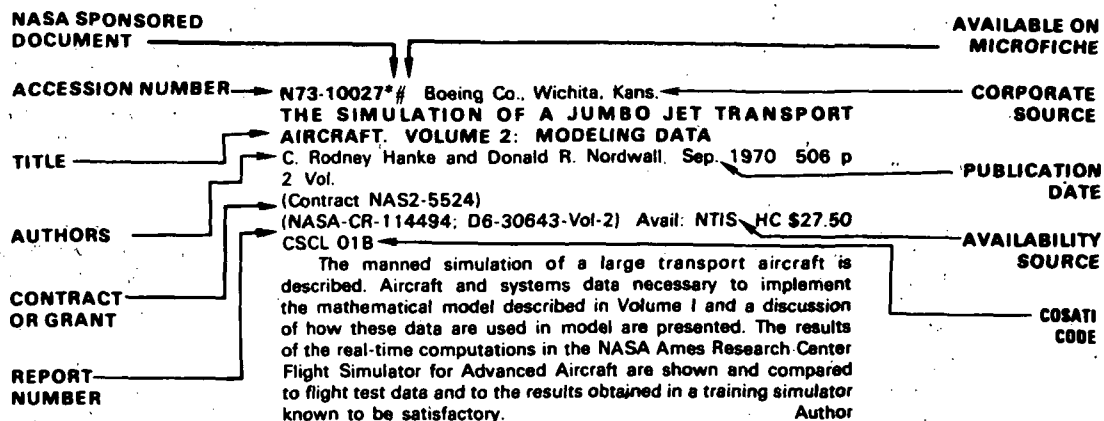 NASA SPONSORED
DOCUMENT
AVAILABLE ON
MICROFICHE
ACCESSION NUMBER
N73-10027*# Boeing Co., Wichita, Kans.
CORPORATE
SOURCE
THE SIMULATION OF A JUMBO JET TRANSPORT
AIRCRAFT. VOLUME 2: MODELING DATA
TITLE
C. Rodney Hanke and Donald R. Nordwall. Sep. 1970 506 p
2 Vol.
PUBLICATION
DATE
(Contract NAS2-5524)
(NASA-CR-114494; D6-30643-Vol-2) Avail: NTIS HC $27.50
AUTHORS
CSCL 01B
AVAILABILITY
SOURCE
The manned simulation of a large transport aircraft is
described. Aircraft and systems data necessary to implement
the mathematical model described in Volume I and a discussion
of how these data are used in model are presented. The results
of the real-time computations in the NASA Ames Research Center
Flight Simulator for Advanced Aircraft are shown and compared
to flight test data and to the results obtained in a training simulator
known to be satisfactory. Author
CONTRACT
OR GRANT
COSATI
CODE
REPORT
NUMBER